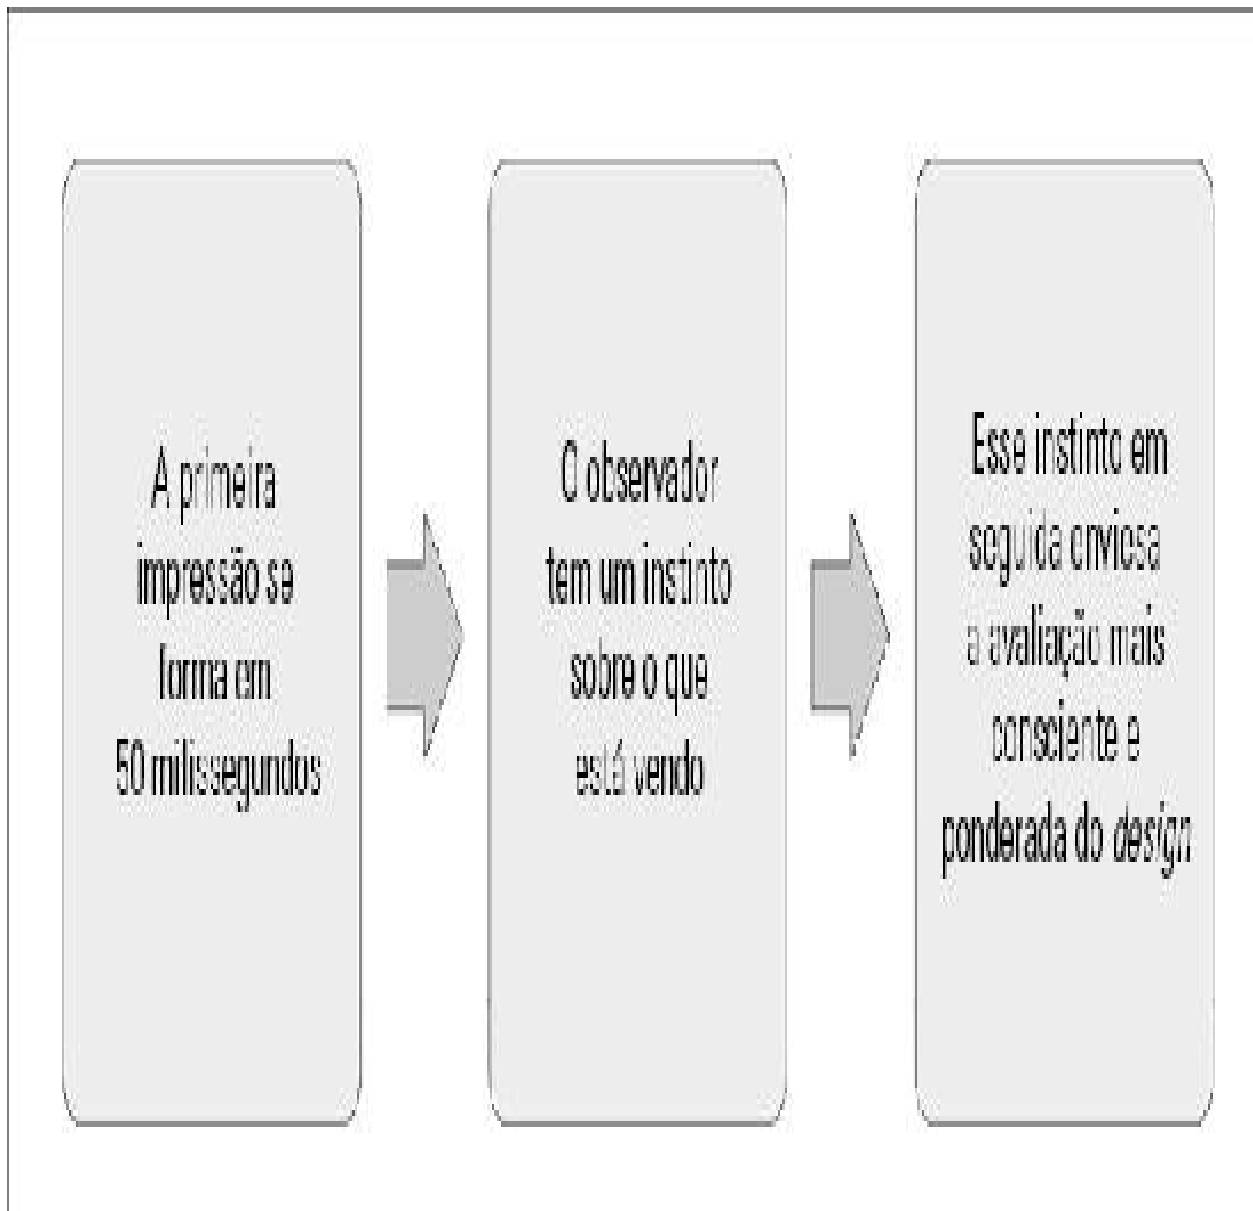 A primeira
impressão se
forma em
50 milissegundos
O observador
tem um instinto
sobre o que
está vendo
Esse instinto em
seguida enviesa
a avaliação mais
consciente e
ponderada do design